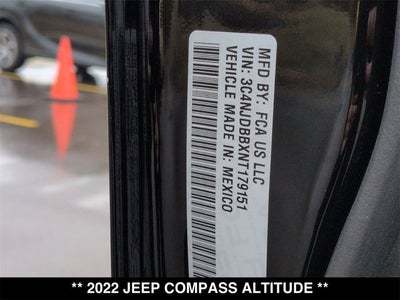 MFD BY: FCA US LLC
VIN: 3C4NJDBBXNT179151
VEHICLE MADE IN: MEXICO
** 2022 JEEP COMPASS ALTITUDE **